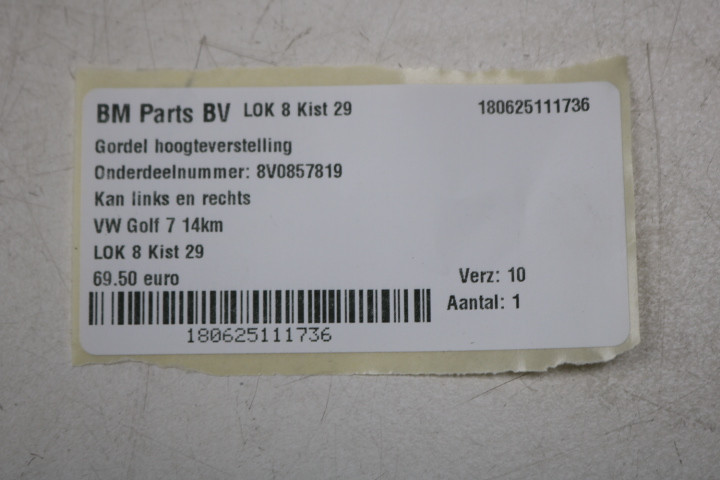 BM Parts BV LOK 8 Kist 29 180625111736
Gordel hoogteverstelling
Onderdeelnummer: 8V0857819
Kan links en rechts
VW Golf 7 14km
LOK 8 Kist 29
69.50 euro Verz: 10
Aantal: 1
180625111736